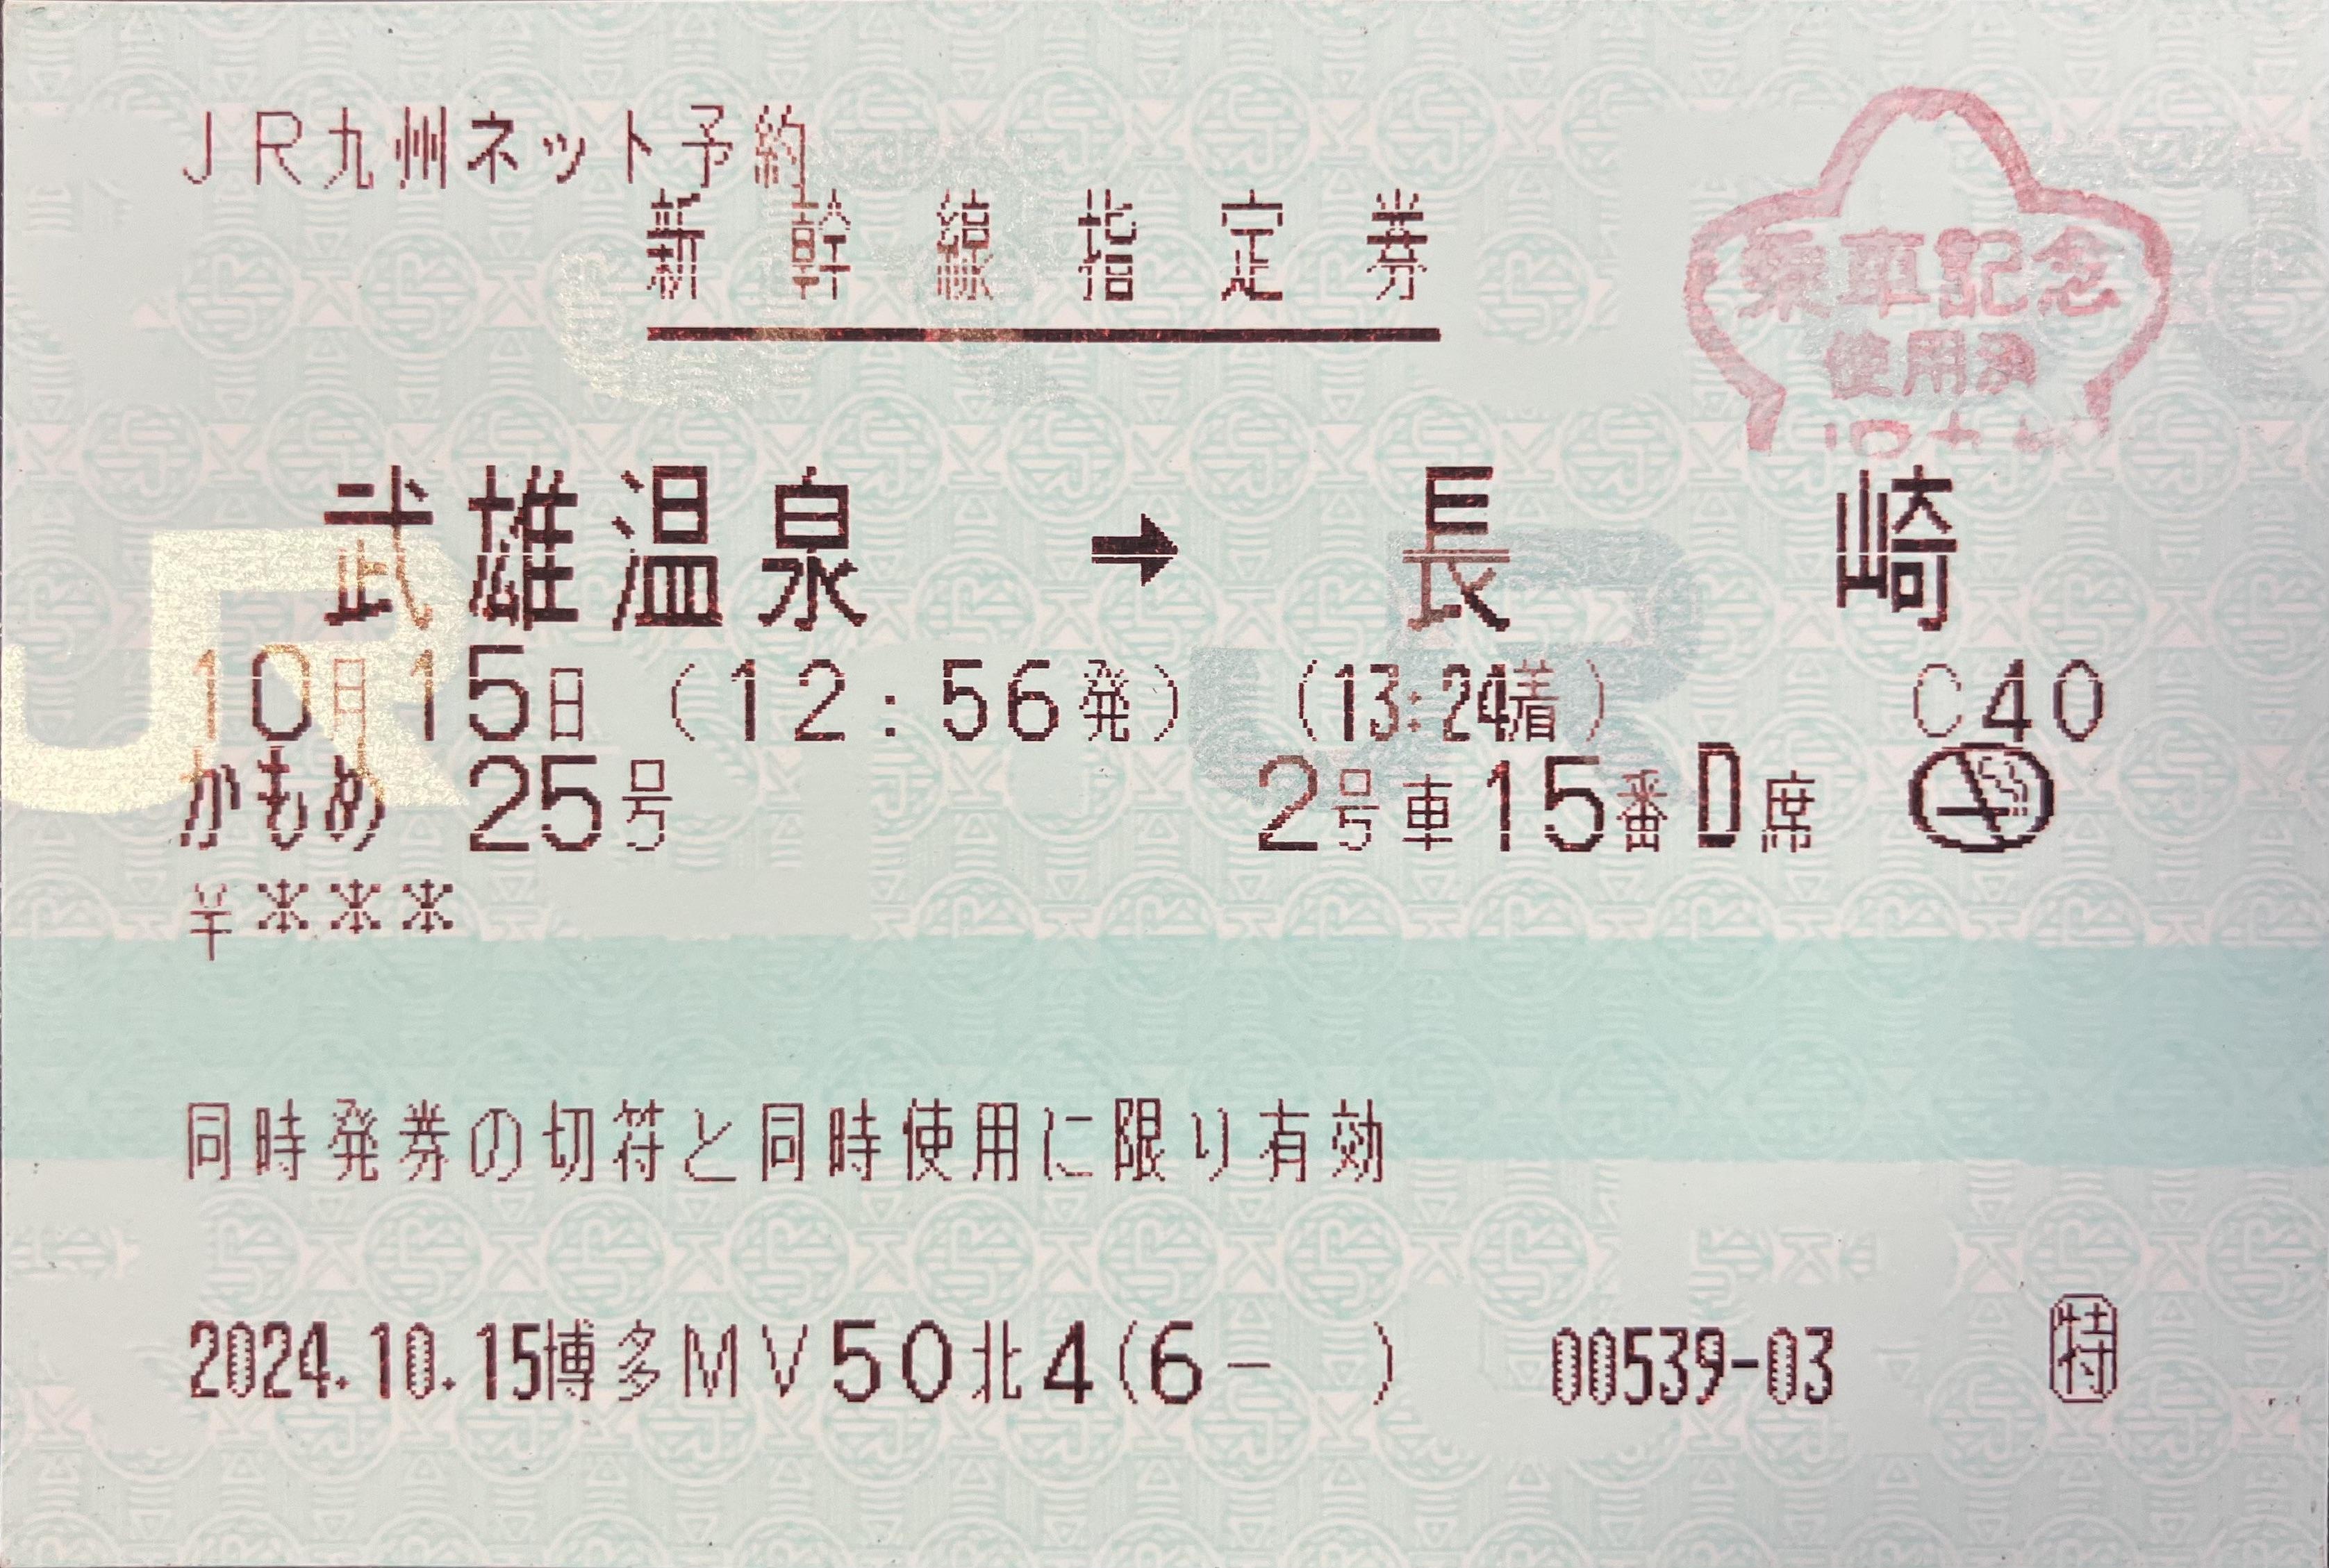 JR九州ネット予約
新幹線指定券
乗車記念
使用済
武雄温泉 ➡ 長崎
10月15日 (12:56発) (13:24着) C40
かもめ 25号 2号車15番D席
¥※※※
同時発券の切符と同時使用に限り有効
2024.10.15博多MV50北4(6- ) 00539-03 特
JR
JR
JR